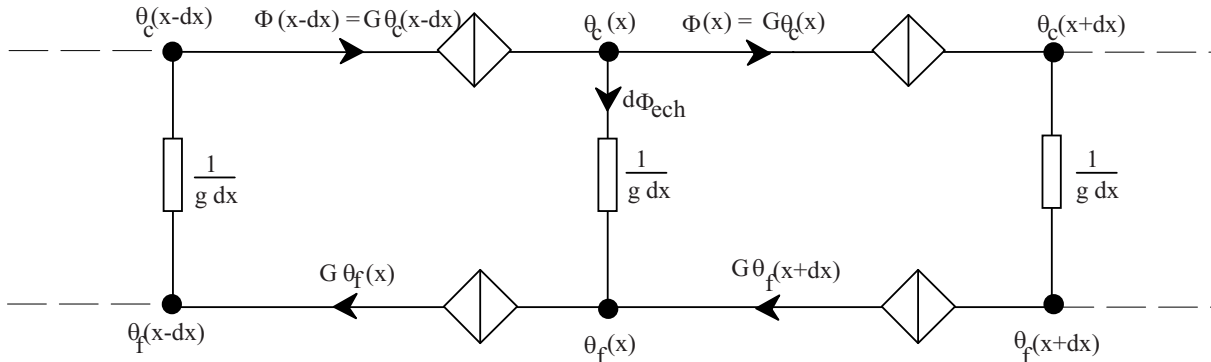 θc(x-dx)
Φ(x-dx) = Gθc(x-dx)
θc(x)
Φ(x) = Gθc(x)
θc(x+dx)
dΦech
1
g dx
1
g dx
1
g dx
G θf(x)
G θf(x+dx)
θf(x-dx)
θf(x)
θf(x+dx)